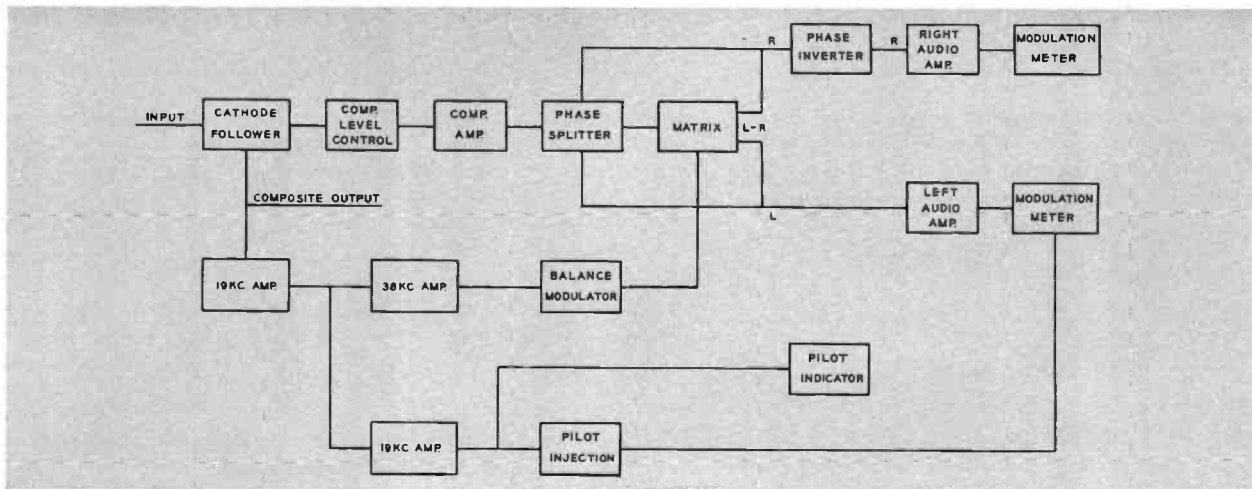 R
PHASE
INVERTER
R
RIGHT
AUDIO
AMP.
MODULATION
METER
INPUT
CATHODE
FOLLOWER
COMP.
LEVEL
CONTROL
COMP.
AMP.
PHASE
SPLITTER
MATRIX
L-R
COMPOSITE OUTPUT
L
LEFT
AUDIO
AMP.
MODULATION
METER
19KC AMP.
38KC AMP.
BALANCE
MODULATOR
PILOT
INDICATOR
19KC AMP.
PILOT
INJECTION